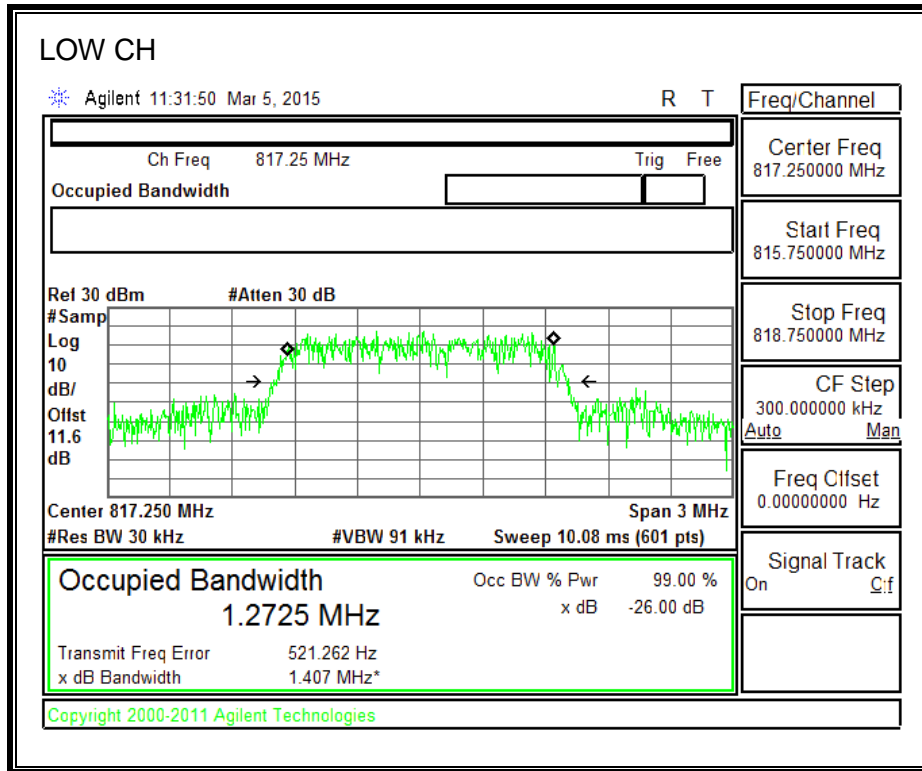 LOW CH
Agilent 11:31:50 Mar 5, 2015 R T
Freq/Channel
Ch Freq 817.25 MHz Trig Free
Occupied Bandwidth
Center Freq
817.250000 MHz
Start Freq
815.750000 MHz
Stop Freq
818.750000 MHz
CF Step
300.000000 kHz
Auto Man
Freq Offset
0.00000000 Hz
Signal Track
On Off
Ref 30 dBm #Atten 30 dB
#Samp
Log
10
dB/
Offst
11.6
dB
Center 817.250 MHz Span 3 MHz
#Res BW 30 kHz #VBW 91 kHz Sweep 10.08 ms (601 pts)
Occupied Bandwidth
1.2725 MHz
Occ BW % Pwr 99.00 %
x dB -26.00 dB
Transmit Freq Error 521.262 Hz
x dB Bandwidth 1.407 MHz*
Copyright 2000-2011 Agilent Technologies